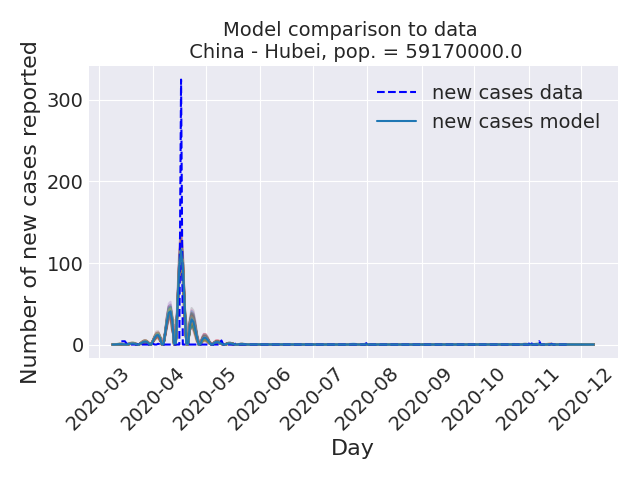 Model comparison to data
China - Hubei, pop. = 59170000.0
Number of new cases reported
300
200
100
0
new cases data
new cases model
2020-03
2020-04
2020-05
2020-06
2020-07
2020-08
2020-09
2020-10
2020-11
2020-12
Day